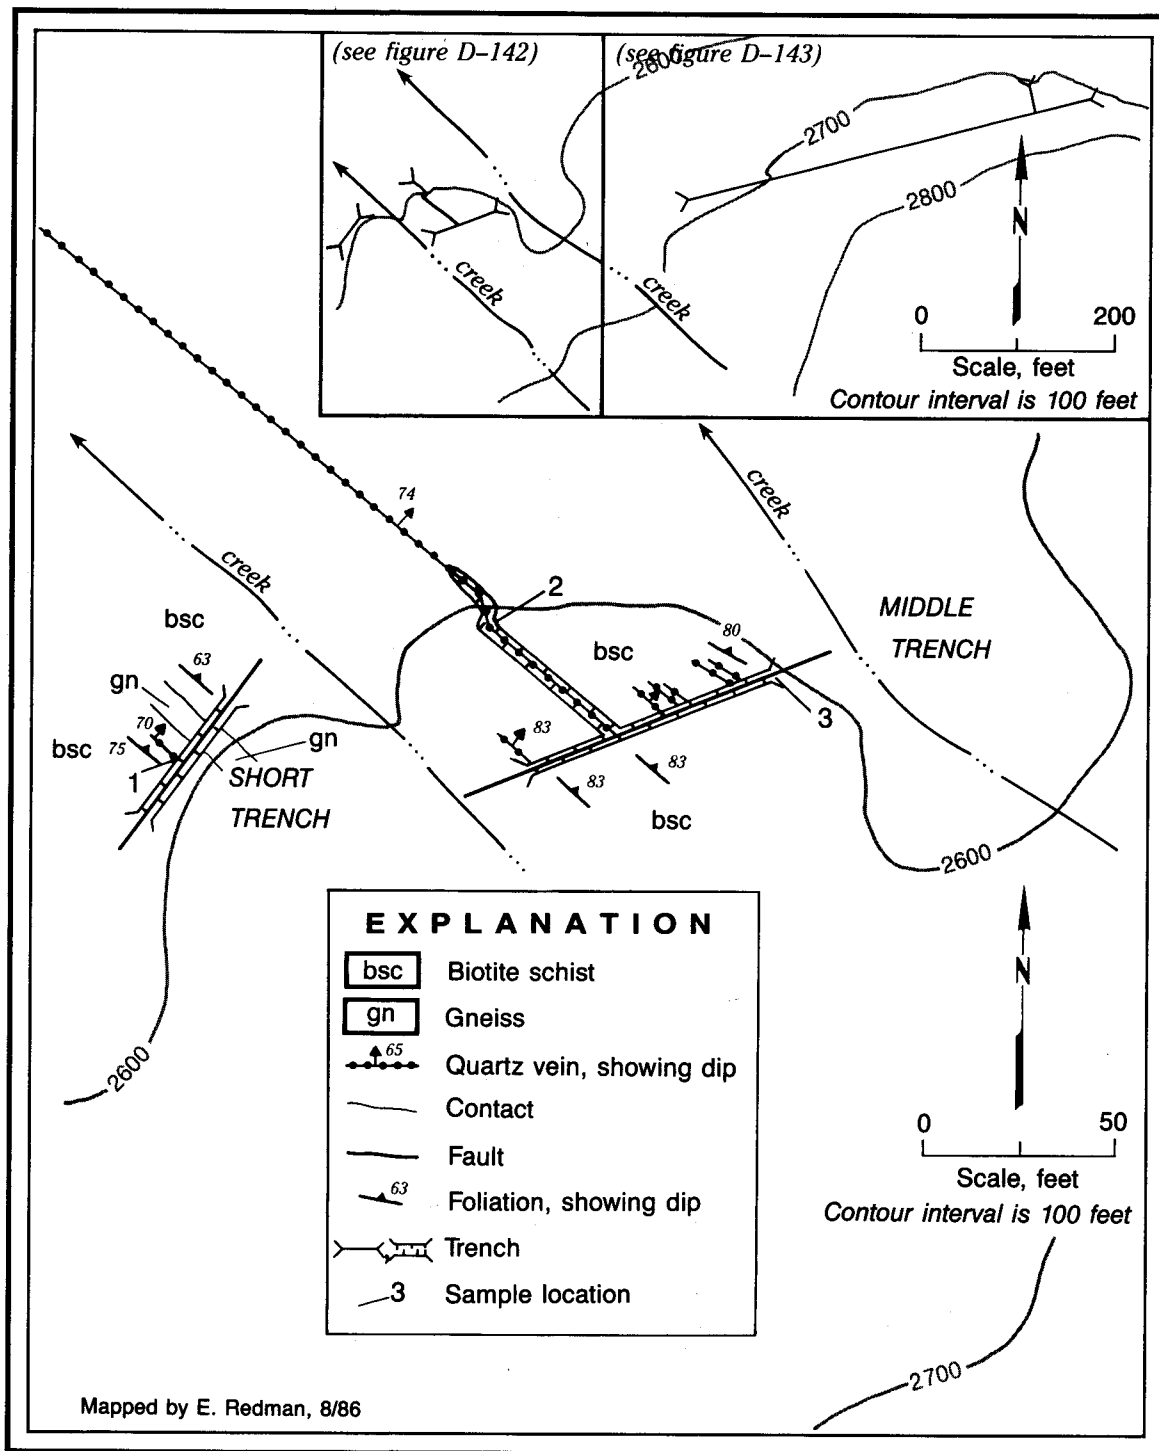 (see figure D–142)
(see figure D–143)
2600
2700
2800
creek
creek
N
0 200
Scale, feet
Contour interval is 100 feet
74
creek
creek
2
MIDDLE
TRENCH
bsc
63
gn
bsc
80
70
bsc
75
gn
1
SHORT
TRENCH
83
83
83
3
bsc
2600
2600
EXPLANATION
bsc Biotite schist
gn Gneiss
65 Quartz vein, showing dip
Contact
Fault
63 Foliation, showing dip
Trench
3 Sample location
N
0 50
Scale, feet
Contour interval is 100 feet
2700
Mapped by E. Redman, 8/86